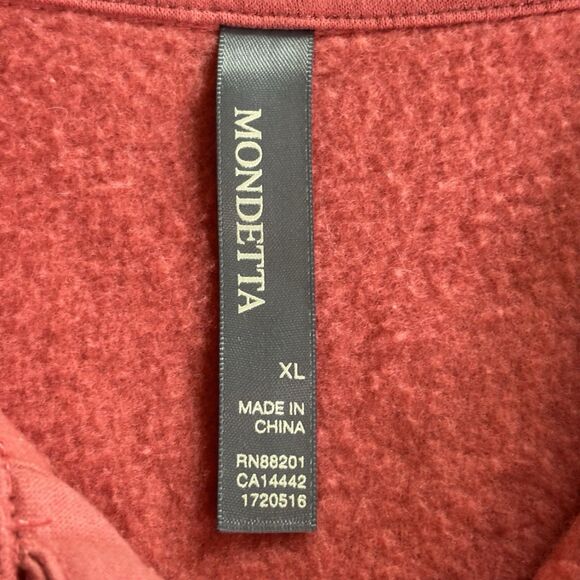 MONDETTA
XL
MADE IN
CHINA
RN88201
CA14442
1720516